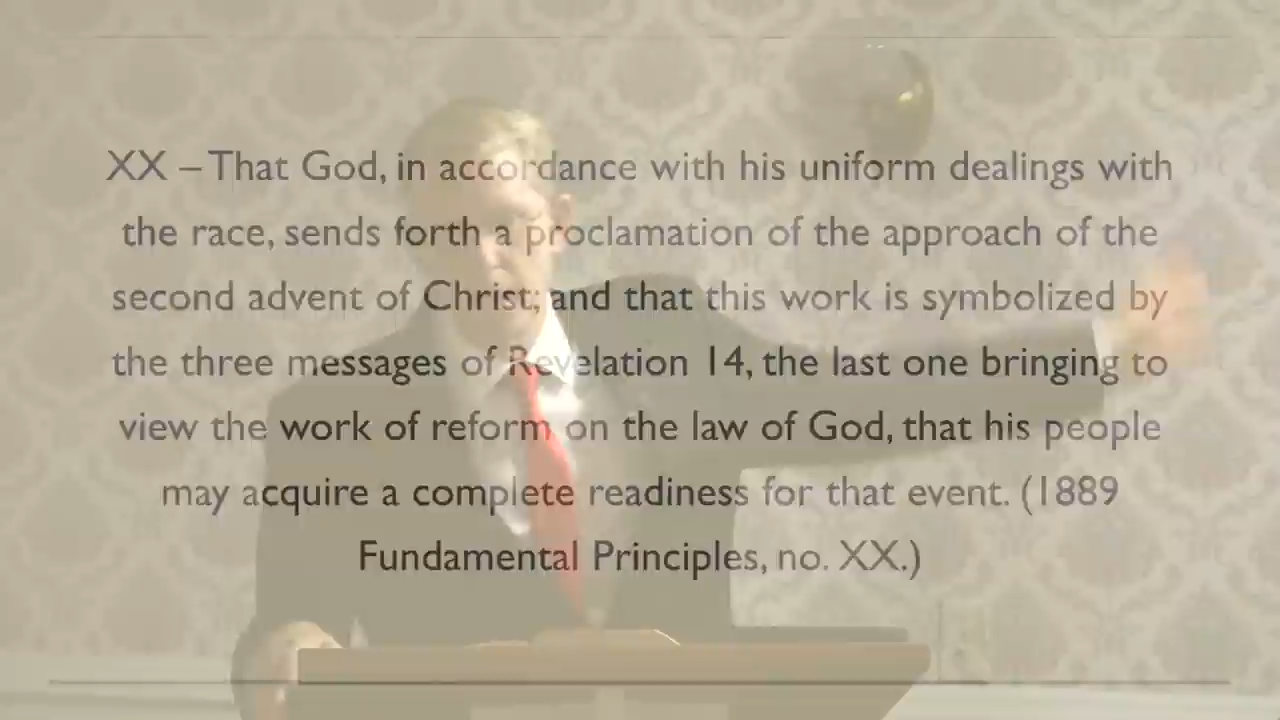 XX – That God, in accordance with his uniform dealings with
the race, sends forth a proclamation of the approach of the
second advent of Christ; and that this work is symbolized by
the three messages of Revelation 14, the last one bringing to
view the work of reform on the law of God, that his people
may acquire a complete readiness for that event. (1889
Fundamental Principles, no. XX.)